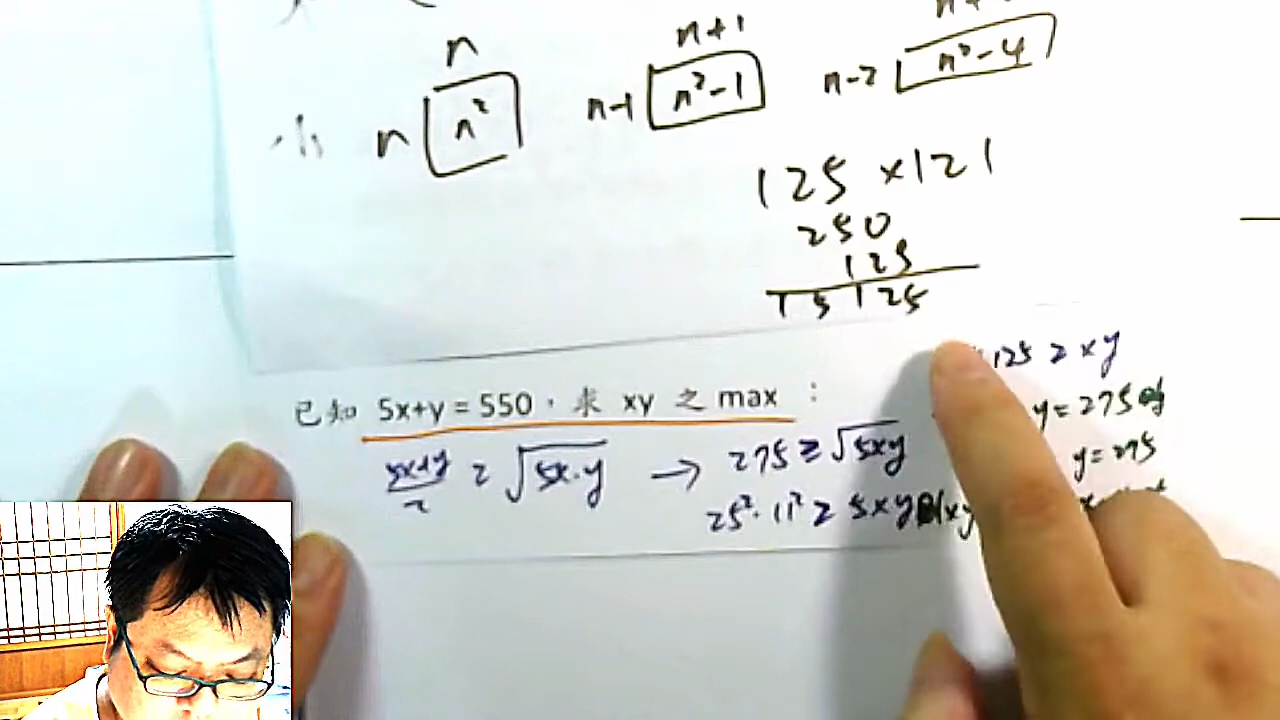 n
n+1
n n²
n-1 n²-1
n-2 n²-4
125 ×121
250
125
15125
125 ≥ xy
已知 5x+y = 550，求 xy 之 max ：
y = 275
(5x+y)/2 ≥ √(5x·y) → 275 ≥ √(5xy)
y = 275
25²·11² ≥ 5xy